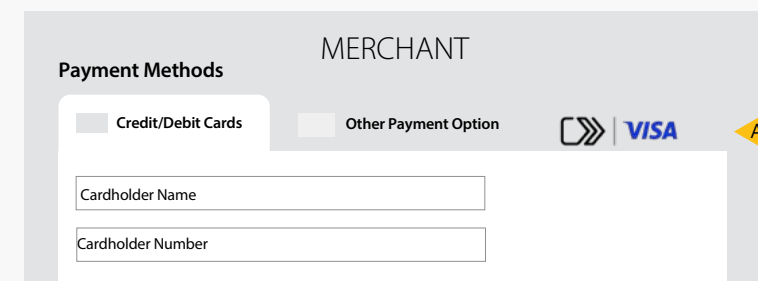 MERCHANT
Payment Methods
Credit/Debit Cards
Other Payment Option
VISA
A
Cardholder Name
Cardholder Number